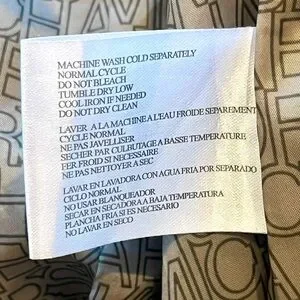 MACHINE WASH COLD SEPARATELY
NORMAL CYCLE
DO NOT BLEACH
TUMBLE DRY LOW
COOL IRON IF NEEDED
DO NOT DRY CLEAN
LAVER A LA MACHINE A L'EAU FROIDE SEPAREMENT
CYCLE NORMAL
NE PAS JAVELLISER
SECHER PAR CULBUTAGE A BASSE TEMPERATURE
FER FROID SI NECESSAIRE
NE PAS NETTOYER A SEC
LAVAR EN LAVADORA CON AGUA FRIA POR SEPARADO
CICLO NORMAL
NO USAR BLANQUEADOR
SECAR EN SECADORA A BAJA TEMPERATURA
PLANCHA FRIA SI ES NECESARIO
NO LAVAR EN SECO